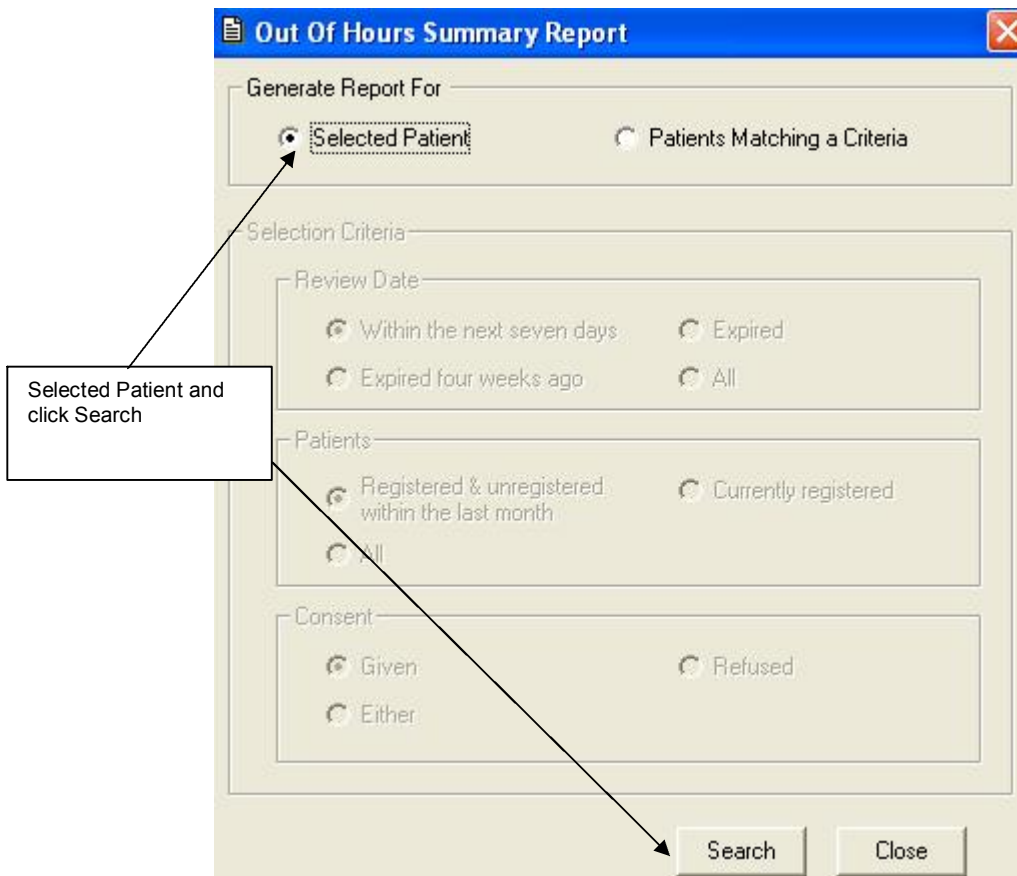 Out Of Hours Summary Report
Generate Report For
Selected Patient Patients Matching a Criteria
Selection Criteria
Review Date
Within the next seven days Expired
Expired four weeks ago All
Selected Patient and
click Search
Patients
Registered & unregistered
within the last month
Currently registered
All
Consent
Given Refused
Either
Search Close